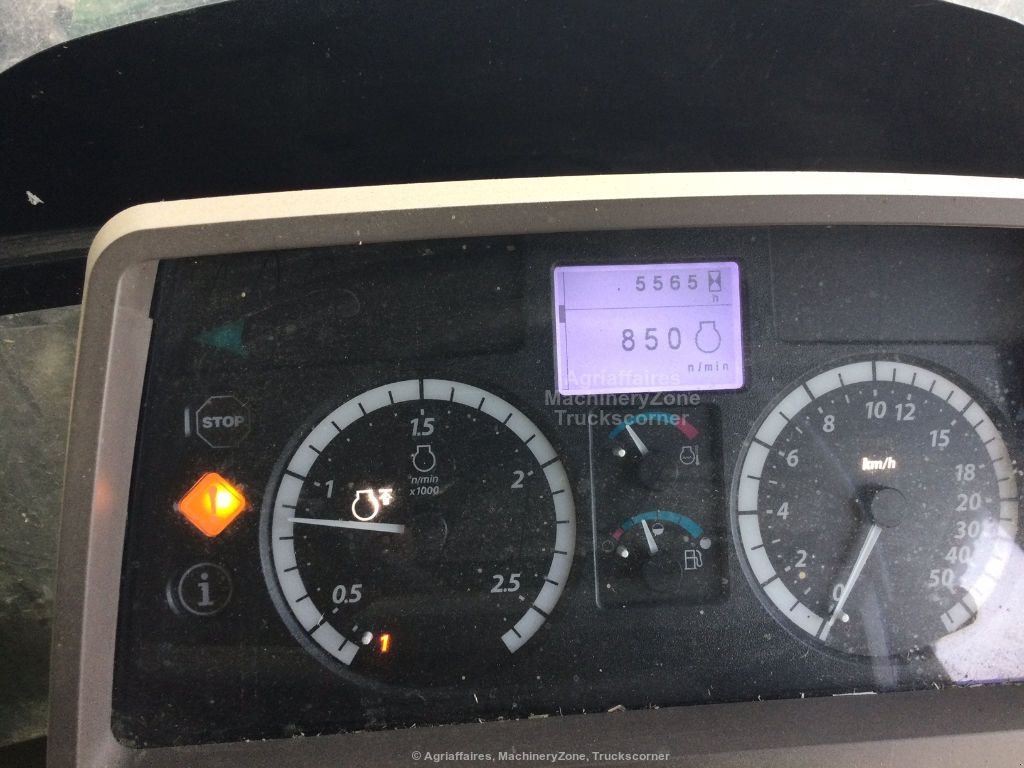 5565
h
850
n/min
Agriaffaires
MachineryZone
Truckscorner
STOP
0.5
1
1.5
2
2.5
n/min
x1000
1
0
2
4
6
8
10
12
15
18
20
30
40
50
km/h
i
© Agriaffaires, MachineryZone, Truckscorner